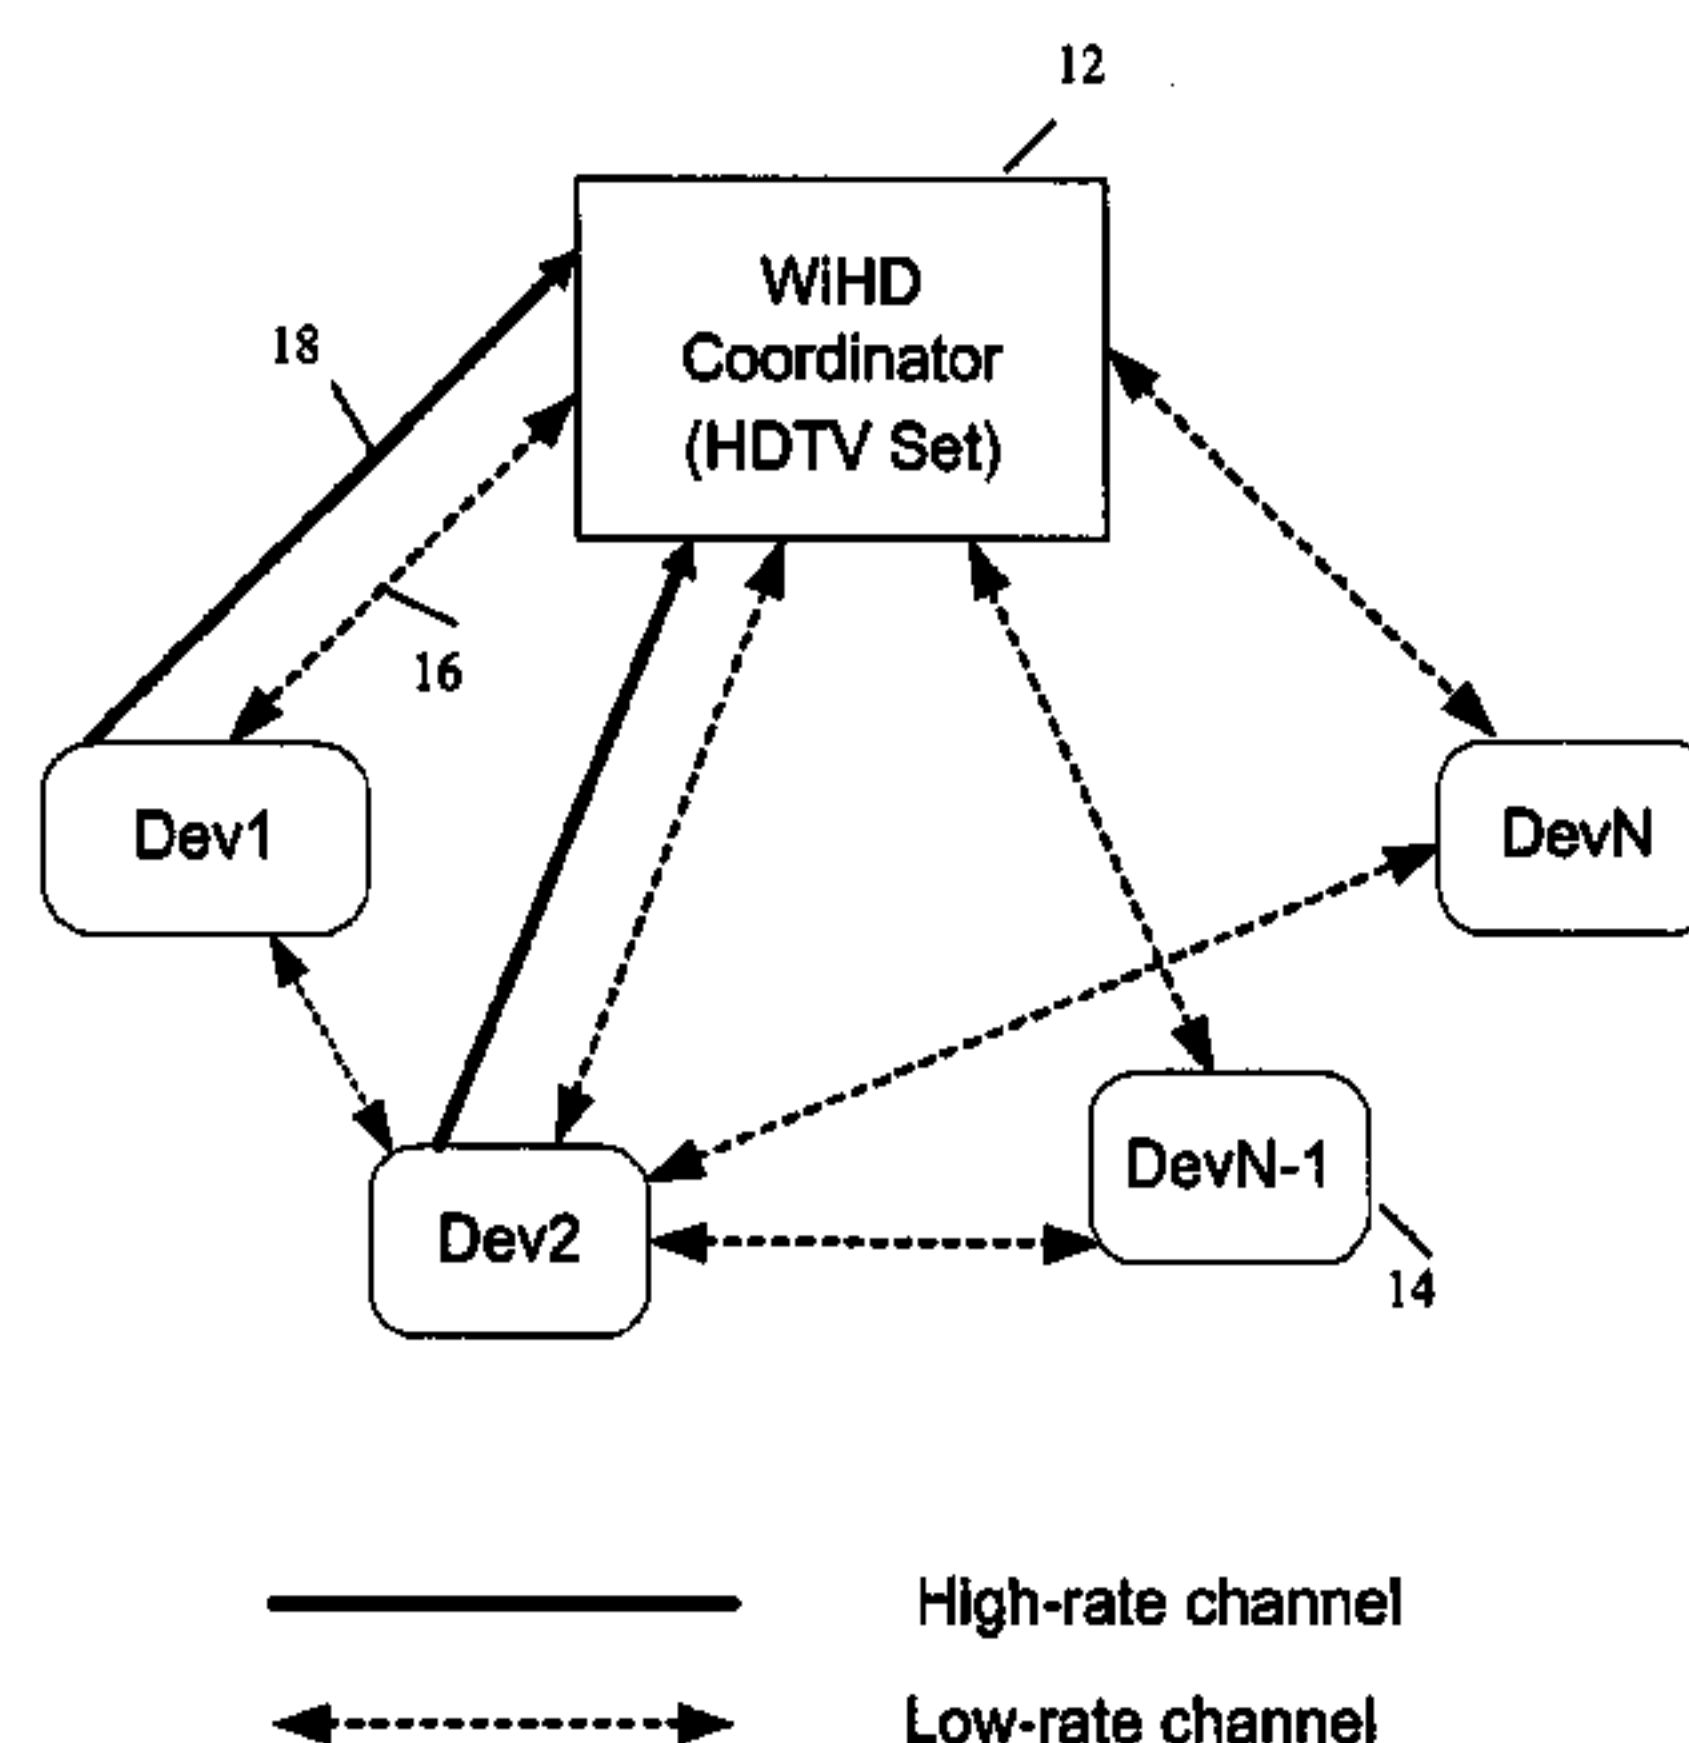 12
WiHD
Coordinator
(HDTV Set)
18
16
Dev1
DevN
DevN-1
Dev2
14
High-rate channel
Low-rate channel